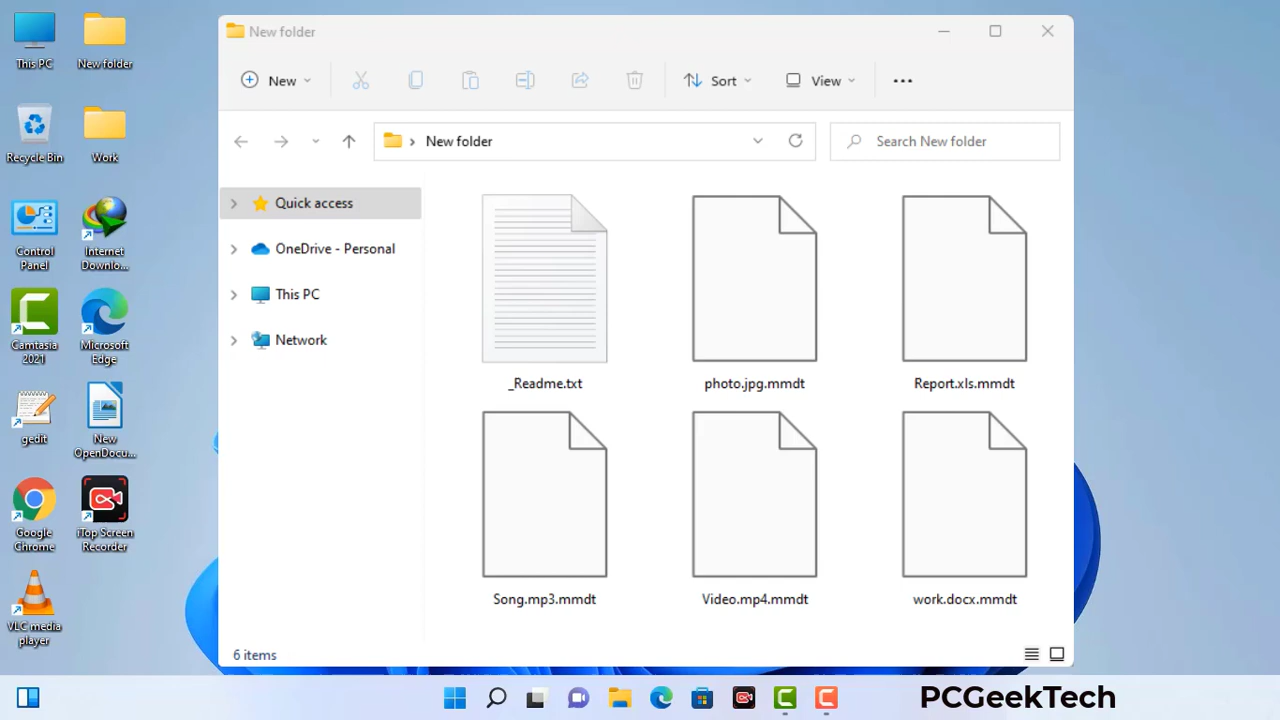 This PC
New folder
Recycle Bin
Work
Control
Panel
Internet
Downlo...
Camtasia
2021
Microsoft
Edge
gedit
New
OpenDocu...
Google
Chrome
iTop Screen
Recorder
VLC media
player
New folder
New
Sort
View
New folder
Search New folder
Quick access
OneDrive - Personal
This PC
Network
_Readme.txt
photo.jpg.mmdt
Report.xls.mmdt
Song.mp3.mmdt
Video.mp4.mmdt
work.docx.mmdt
6 items
PCGeekTech